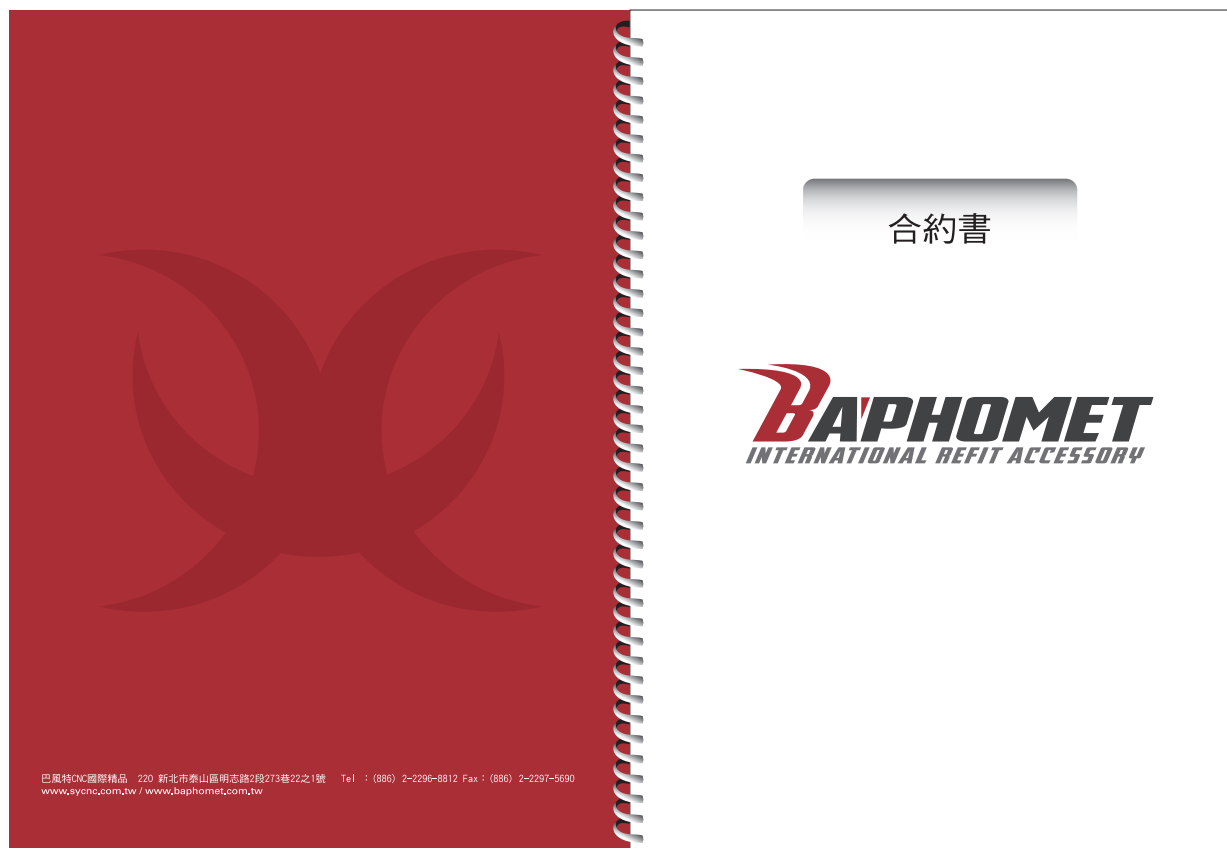 合約書
BA'PHOMET
INTERNATIONAL REFIT ACCESSORY
巴風特CNC國際精品 220 新北市泰山區明志路2段273巷22之1號 Tel :(886) 2-2296-8812 Fax:(886) 2-2297-5690
www.sycnc.com.tw / www.baphomet.com.tw